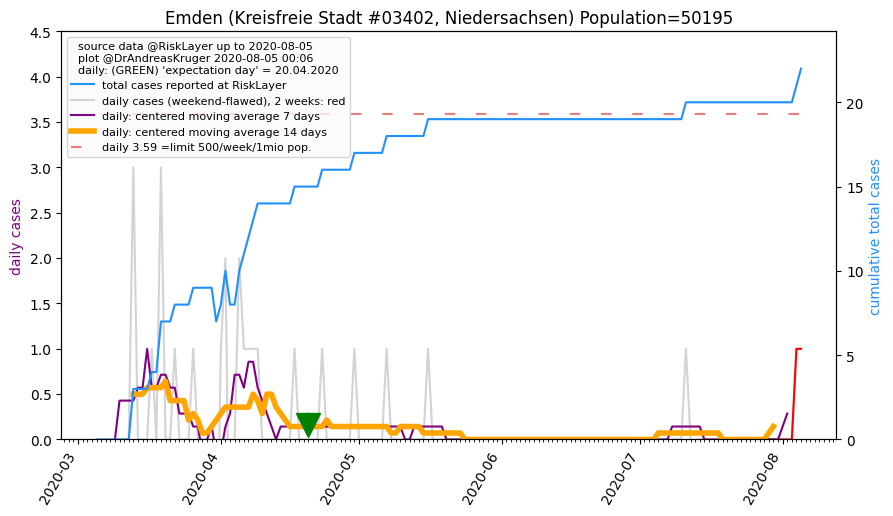 Emden (Kreisfreie Stadt #03402, Niedersachsen) Population=50195
source data @RiskLayer up to 2020-08-05
plot @DrAndreasKruger 2020-08-05 00:06
daily: (GREEN) 'expectation day' = 20.04.2020
total cases reported at RiskLayer
daily cases (weekend-flawed), 2 weeks: red
daily: centered moving average 7 days
daily: centered moving average 14 days
daily 3.59 =limit 500/week/1mio pop.
daily cases
4.5
4.0
3.5
3.0
2.5
2.0
1.5
1.0
0.5
0.0
cumulative total cases
20
15
10
5
0
2020-03
2020-04
2020-05
2020-06
2020-07
2020-08